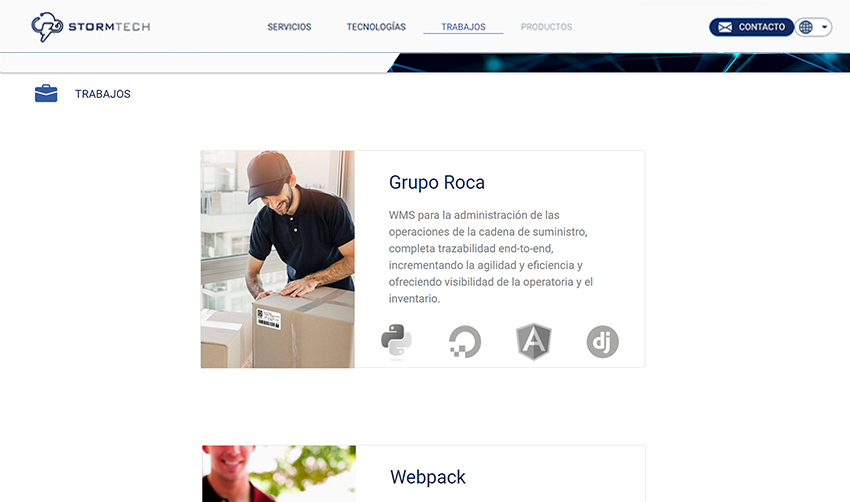 STORMTECH
SERVICIOS
TECNOLOGÍAS
TRABAJOS
PRODUCTOS
CONTACTO
TRABAJOS
Grupo Roca
WMS para la administración de las
operaciones de la cadena de suministro,
completa trazabilidad end-to-end,
incrementando la agilidad y eficiencia y
ofreciendo visibilidad de la operatoria y el
inventario.
A
dj
Webpack